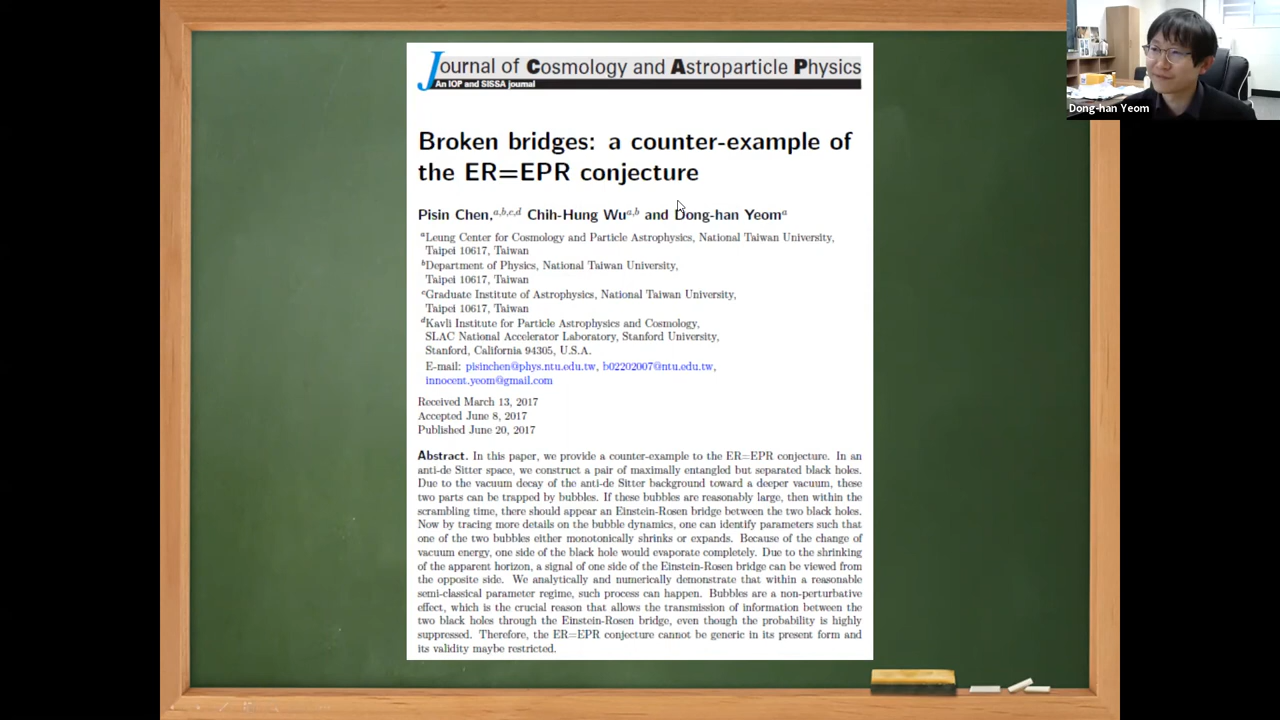 Journal of Cosmology and Astroparticle Physics
An IOP and SISSA journal
Dong-han Yeom
Broken bridges: a counter-example of
the ER=EPR conjecture
Pisin Chen,a,b,c,d Chih-Hung Wua,b and Dong-han Yeoma
aLeung Center for Cosmology and Particle Astrophysics, National Taiwan University,
Taipei 10617, Taiwan
bDepartment of Physics, National Taiwan University,
Taipei 10617, Taiwan
cGraduate Institute of Astrophysics, National Taiwan University,
Taipei 10617, Taiwan
dKavli Institute for Particle Astrophysics and Cosmology,
SLAC National Accelerator Laboratory, Stanford University,
Stanford, California 94305, U.S.A.
E-mail: pisinchen@phys.ntu.edu.tw, b02202007@ntu.edu.tw,
innocent.yeom@gmail.com
Received March 13, 2017
Accepted June 8, 2017
Published June 20, 2017
Abstract. In this paper, we provide a counter-example to the ER=EPR conjecture. In an
anti-de Sitter space, we construct a pair of maximally entangled but separated black holes.
Due to the vacuum decay of the anti-de Sitter background toward a deeper vacuum, these
two parts can be trapped by bubbles. If these bubbles are reasonably large, then within the
scrambling time, there should appear an Einstein-Rosen bridge between the two black holes.
Now by tracing more details on the bubble dynamics, one can identify parameters such that
one of the two bubbles either monotonically shrinks or expands. Because of the change of
vacuum energy, one side of the black hole would evaporate completely. Due to the shrinking
of the apparent horizon, a signal of one side of the Einstein-Rosen bridge can be viewed from
the opposite side. We analytically and numerically demonstrate that within a reasonable
semi-classical parameter regime, such process can happen. Bubbles are a non-perturbative
effect, which is the crucial reason that allows the transmission of information between the
two black holes through the Einstein-Rosen bridge, even though the probability is highly
suppressed. Therefore, the ER=EPR conjecture cannot be generic in its present form and
its validity maybe restricted.